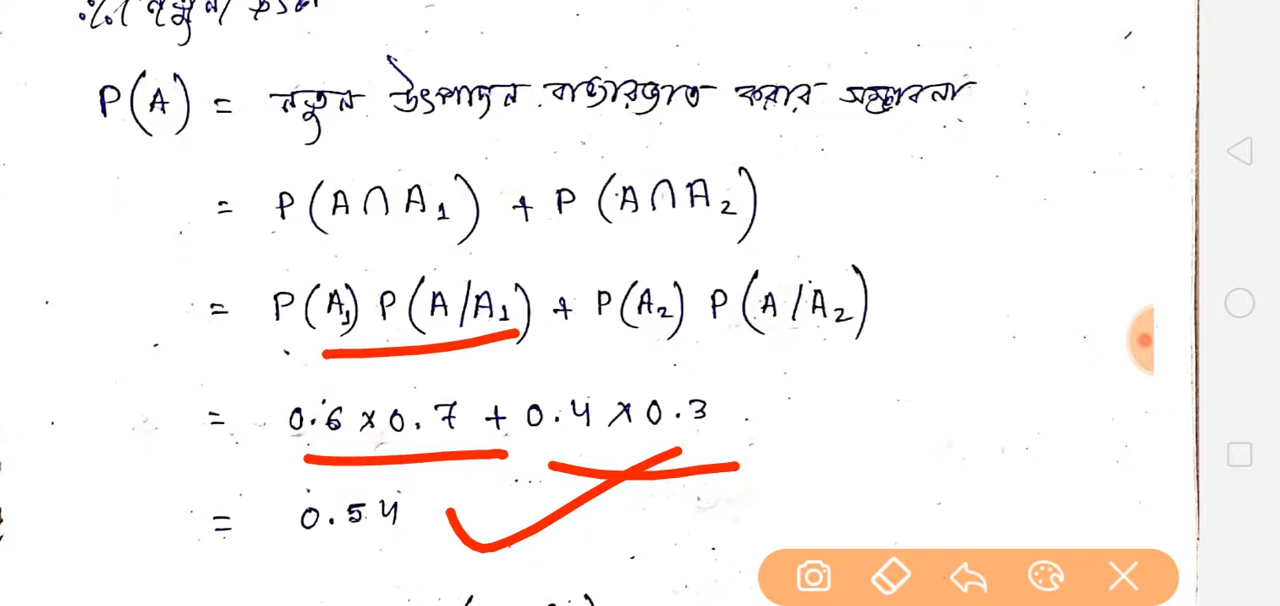 P(A) = নতুন উৎপাদন বাজারজাত করার সম্ভাবনা
= P(A∩A₁) + P(A∩A₂)
= P(A₁) P(A/A₁) + P(A₂) P(A/A₂)
= 0.6 × 0.7 + 0.4 × 0.3
= 0.54